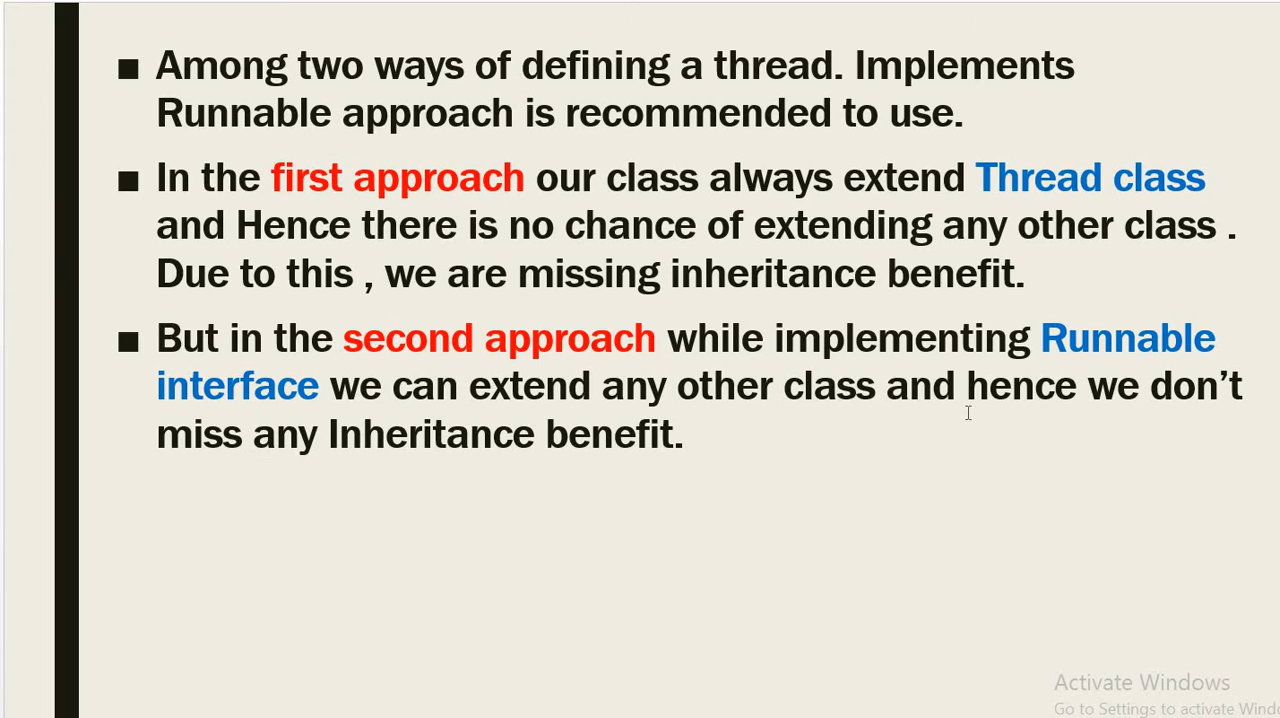 ■ Among two ways of defining a thread. Implements
Runnable approach is recommended to use.
■ In the first approach our class always extend Thread class
and Hence there is no chance of extending any other class .
Due to this , we are missing inheritance benefit.
■ But in the second approach while implementing Runnable
interface we can extend any other class and hence we don’t
miss any Inheritance benefit.
Activate Windows
Go to Settings to activate Wind